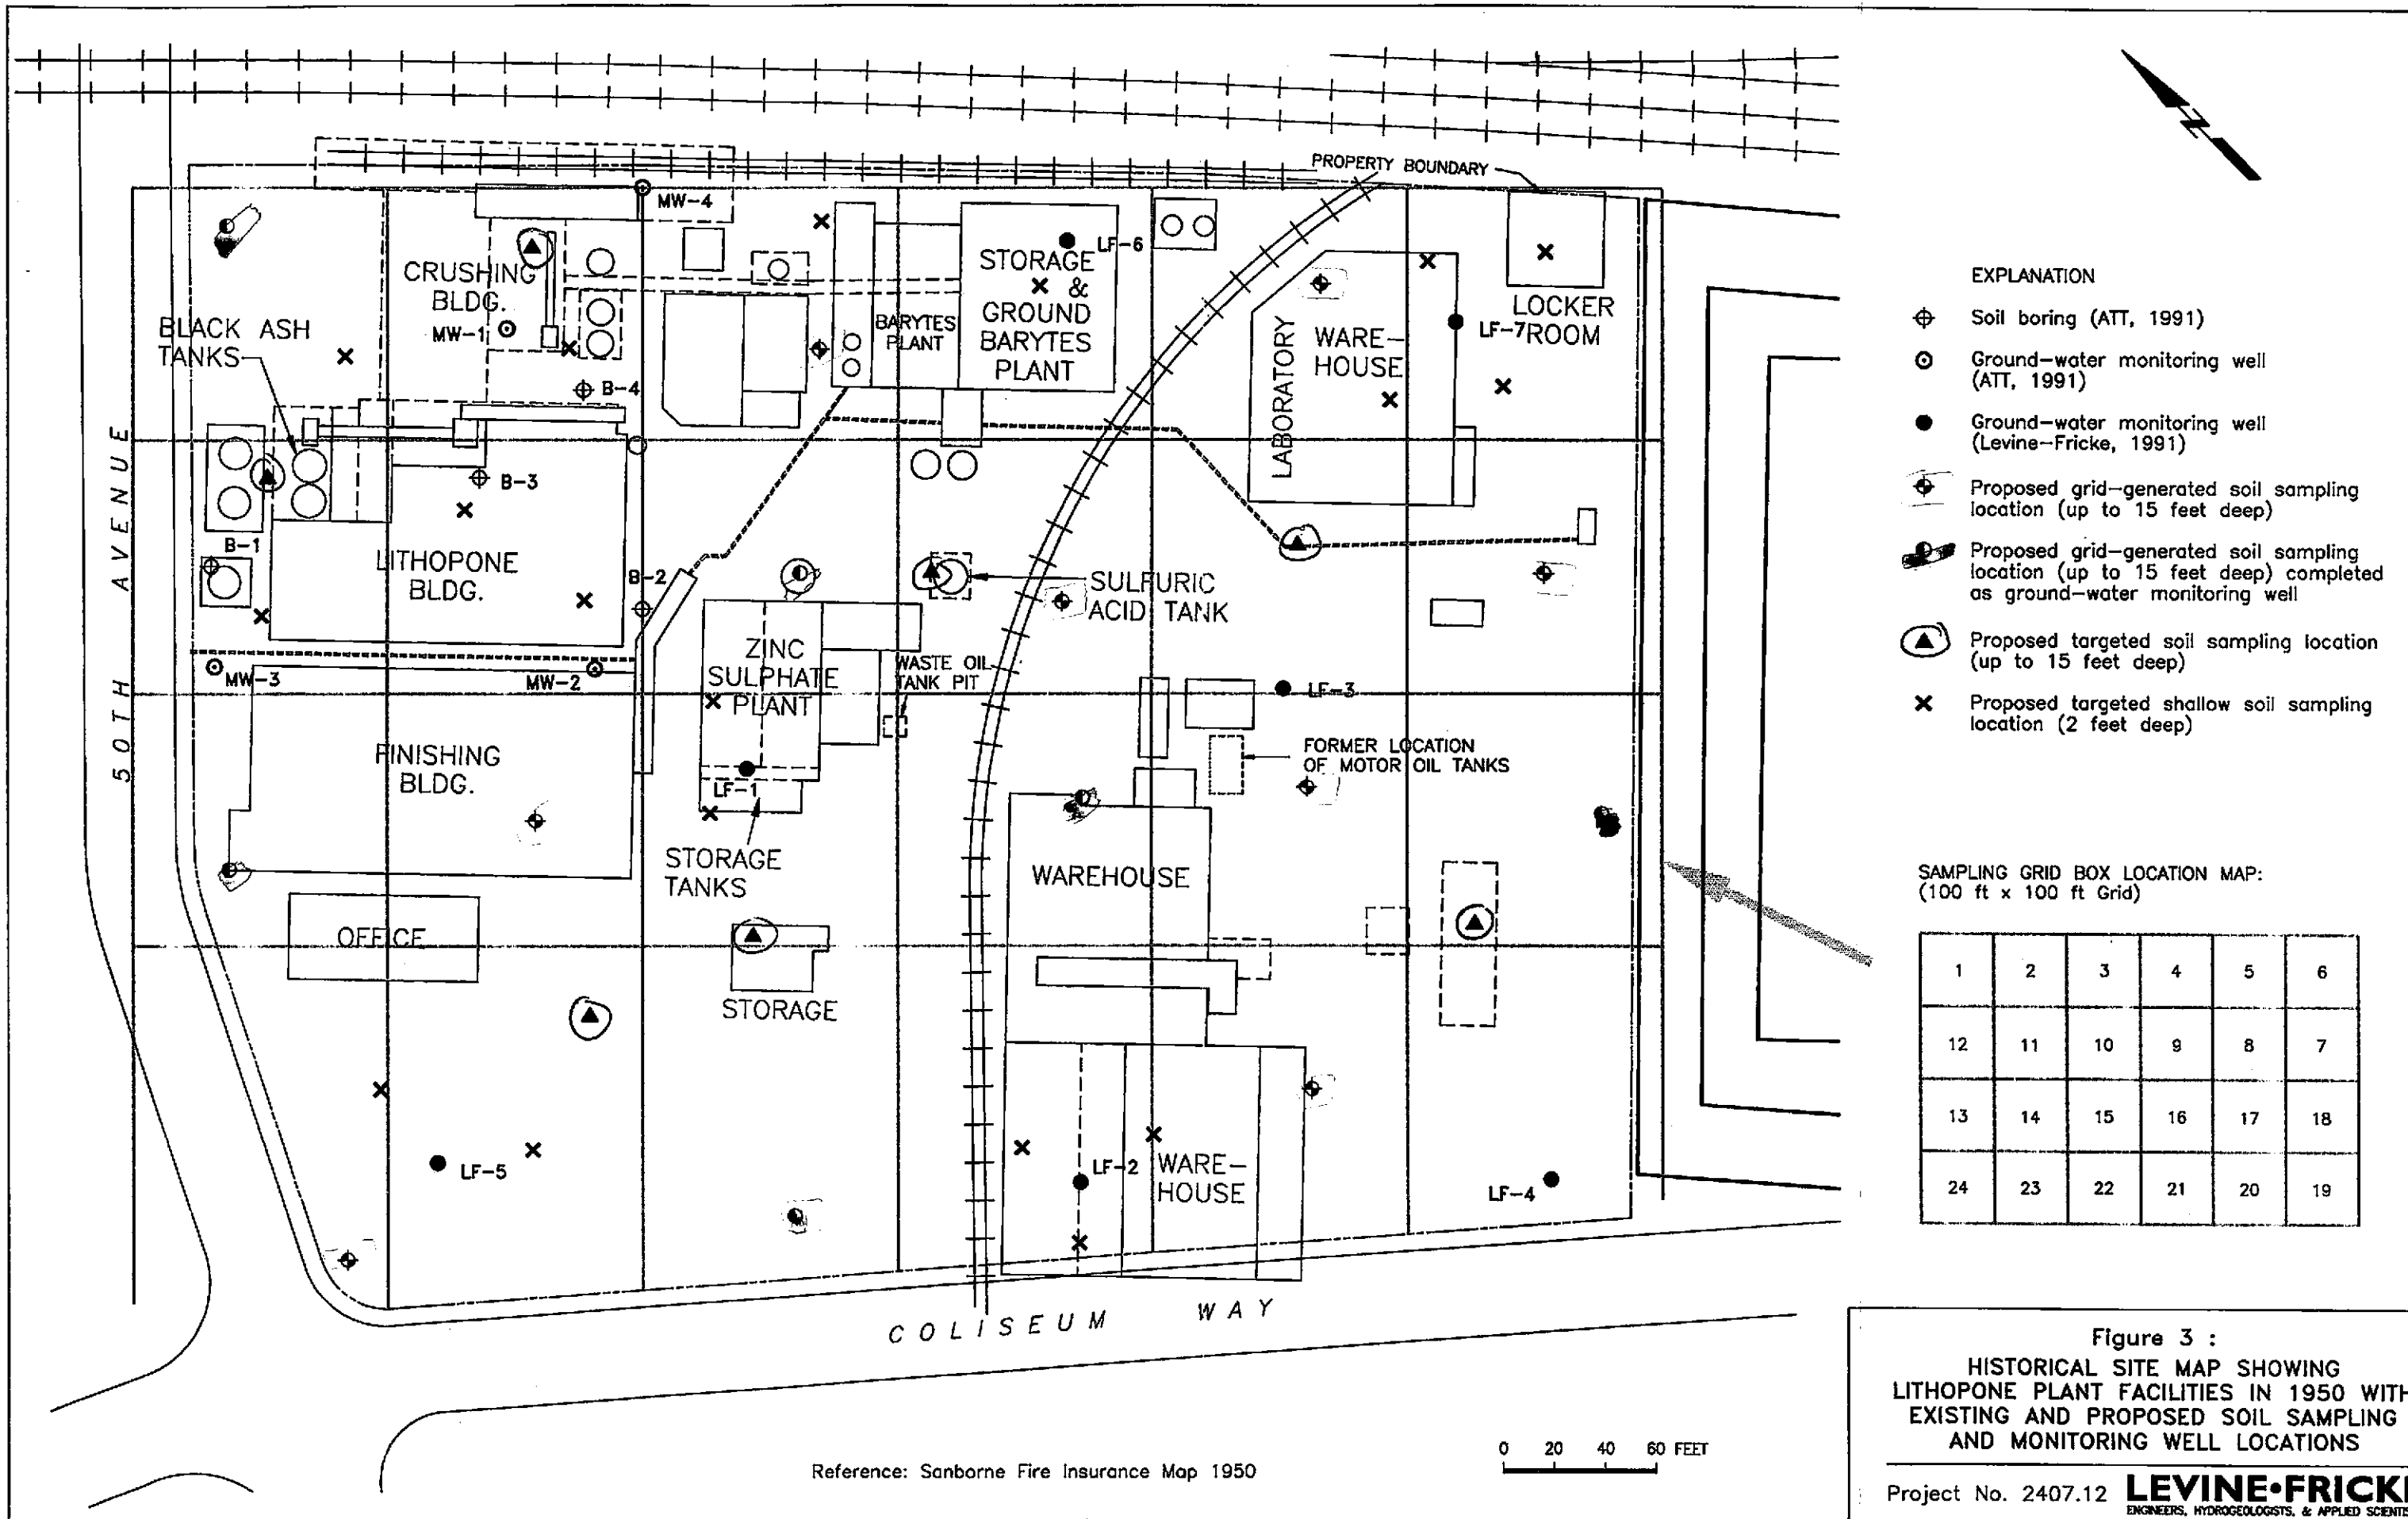 PROPERTY BOUNDARY
MW-4
LF-6
CRUSHING
BLDG.
MW-1
STORAGE
&
GROUND
BARYTES
PLANT
BARYTES
PLANT
LABORATORY
WARE-
HOUSE
LF-7
LOCKER
ROOM
BLACK ASH
TANKS
B-4
B-3
B-1
LITHOPONE
BLDG.
B-2
50TH AVENUE
SULFURIC
ACID TANK
ZINC
SULPHATE
PLANT
WASTE OIL
TANK PIT
MW-3
MW-2
LF-3
FINISHING
BLDG.
LF-1
FORMER LOCATION
OF MOTOR OIL TANKS
STORAGE
TANKS
WAREHOUSE
OFFICE
STORAGE
LF-5
LF-2
WARE-
HOUSE
LF-4
COLISEUM WAY
Reference: Sanborne Fire Insurance Map 1950
0 20 40 60 FEET
EXPLANATION
Soil boring (ATT, 1991)
Ground-water monitoring well
(ATT, 1991)
Ground-water monitoring well
(Levine-Fricke, 1991)
Proposed grid-generated soil sampling
location (up to 15 feet deep)
Proposed grid-generated soil sampling
location (up to 15 feet deep) completed
as ground-water monitoring well
Proposed targeted soil sampling location
(up to 15 feet deep)
Proposed targeted shallow soil sampling
location (2 feet deep)
SAMPLING GRID BOX LOCATION MAP:
(100 ft x 100 ft Grid)
1 2 3 4 5 6
12 11 10 9 8 7
13 14 15 16 17 18
24 23 22 21 20 19
Figure 3 :
HISTORICAL SITE MAP SHOWING
LITHOPONE PLANT FACILITIES IN 1950 WITH
EXISTING AND PROPOSED SOIL SAMPLING
AND MONITORING WELL LOCATIONS
Project No. 2407.12
LEVINE•FRICKE
ENGINEERS, HYDROGEOLOGISTS, & APPLIED SCIENTIS